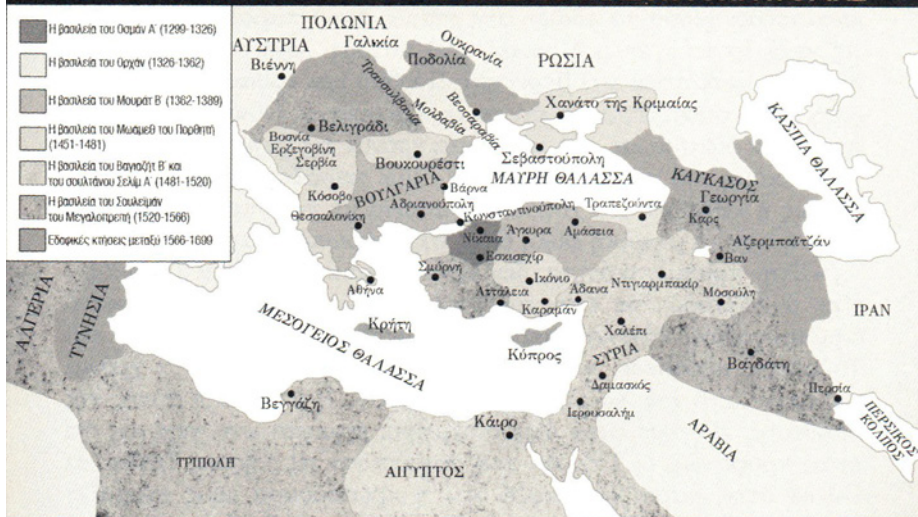 Η βασιλεία του Οσμάν Α΄ (1299-1326)
Η βασιλεία του Ορχάν (1326-1362)
Η βασιλεία του Μουράτ Β΄ (1362-1389)
Η βασιλεία του Μωάμεθ του Πορθητή
(1451-1481)
Η βασιλεία του Βαγιαζήτ Β΄ και
του σουλτάνου Σελίμ Α΄ (1481-1520)
Η βασιλεία του Σουλεϊμάν
του Μεγαλοπρεπή (1520-1566)
Εδαφικές κτήσεις μεταξύ 1566-1699
ΠΟΛΩΝΙΑ
ΑΥΣΤΡΙΑ
Γαλικία
Ουκρανία
Βιέννη
Ποδολία
ΡΩΣΙΑ
Τρανσυλβανία
Μολδαβία
Βεσσαραβία
Χανάτο της Κριμαίας
ΚΑΣΠΙΑ ΘΑΛΑΣΣΑ
Βελιγράδι
Βοσνία
Ερζεγοβίνη
Σερβία
Βουκουρέστι
Σεβαστούπολη
ΜΑΥΡΗ ΘΑΛΑΣΣΑ
ΚΑΥΚΑΣΟΣ
Γεωργία
Κόσοβο
ΒΟΥΛΓΑΡΙΑ
Βάρνα
Αδριανούπολη
Κωνσταντινούπολη
Τραπεζούντα
Καρς
Θεσσαλονίκη
Νίκαια
Άγκυρα
Αμάσεια
Αζερμπαϊτζάν
Βαν
Εσκισεχίρ
Σμύρνη
Ικόνιο
Άδανα
Ντιγιαρμπακίρ
Μοσούλη
Αθήνα
Αττάλεια
Καραμάν
ΙΡΑΝ
ΑΛΓΕΡΙΑ
ΤΥΝΗΣΙΑ
ΜΕΣΟΓΕΙΟΣ ΘΑΛΑΣΣΑ
Κρήτη
Κύπρος
Χαλέπι
ΣΥΡΙΑ
Βαγδάτη
Δαμασκός
Περσία
Βεγγάζη
Ιερουσαλήμ
ΠΕΡΣΙΚΟΣ
ΚΟΛΠΟΣ
Κάιρο
ΑΡΑΒΙΑ
ΤΡΙΠΟΛΗ
ΑΙΓΥΠΤΟΣ